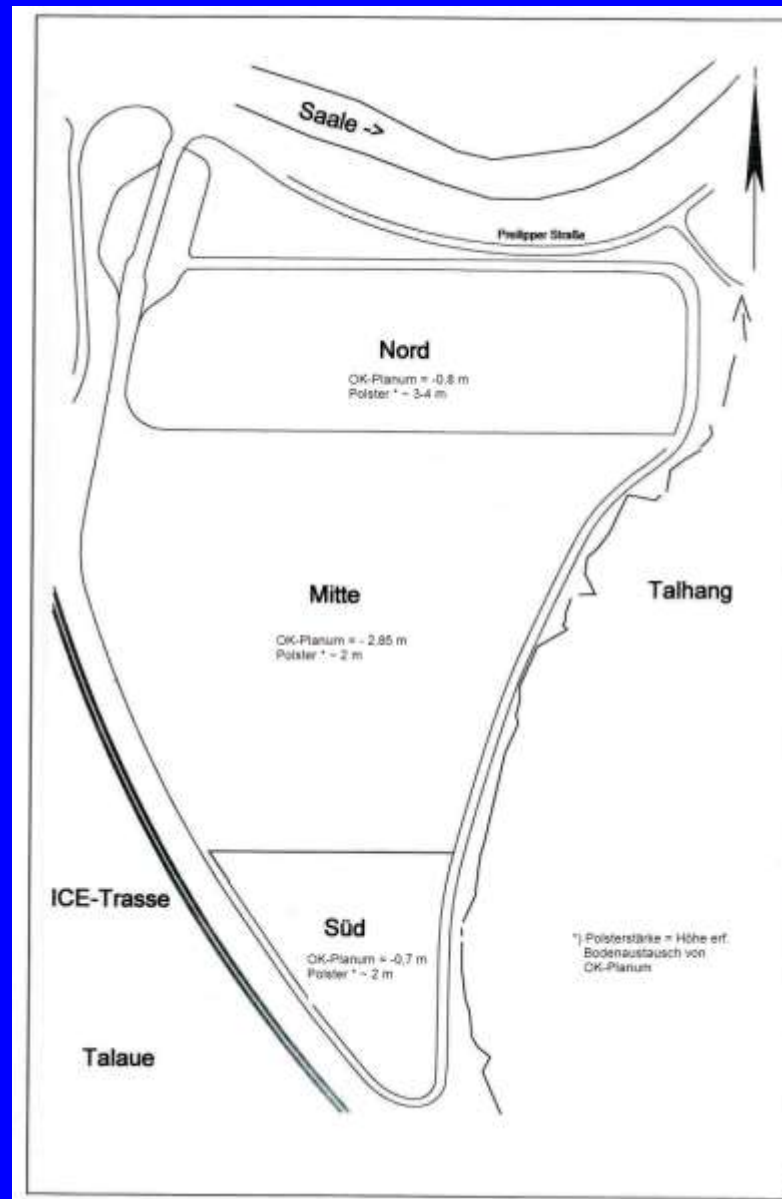 Saale ->
Preilipper Straße
Nord
OK-Planum = -0.8 m
Polster * ~ 3-4 m
Mitte
Talhang
OK-Planum = - 2.85 m
Polster * ~ 2 m
ICE-Trasse
Süd
OK-Planum = -0,7 m
Polster * ~ 2 m
*) Polsterstärke = Höhe erf.
Bodenaustausch von
OK-Planum
Talaue